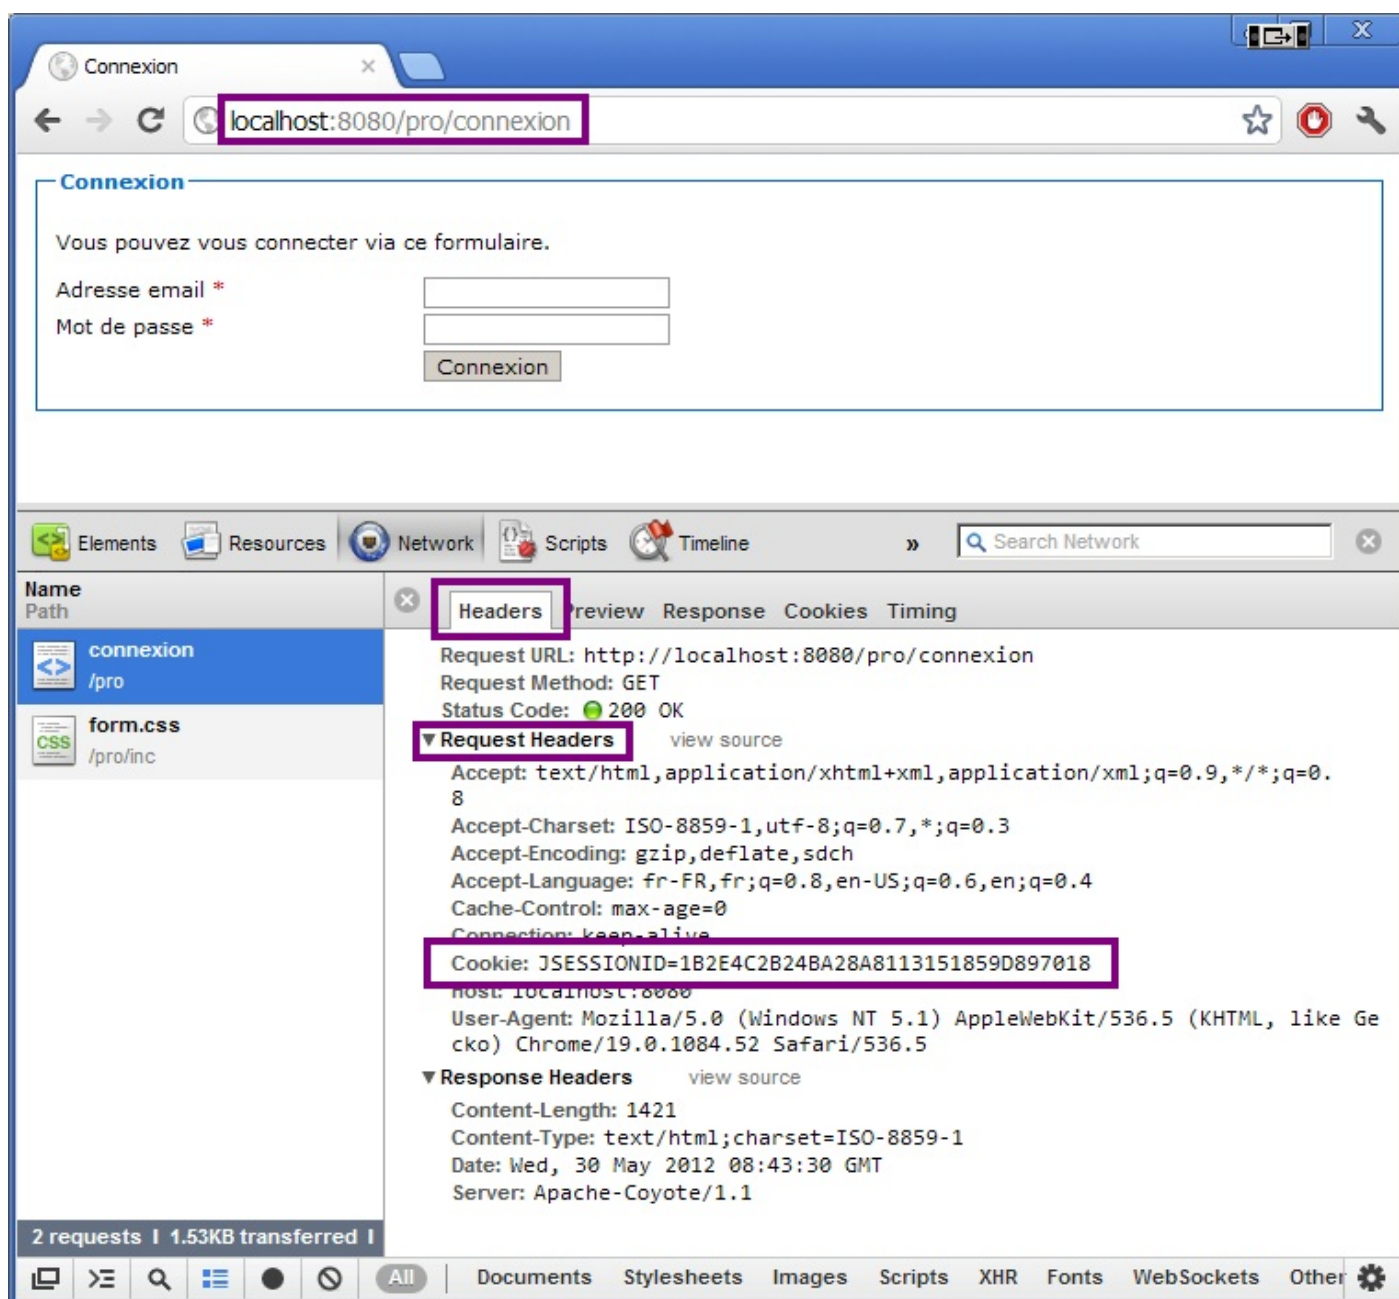 Connexion
localhost:8080/pro/connexion
Connexion
Vous pouvez vous connecter via ce formulaire.
Adresse email *
Mot de passe *
Connexion
Elements Resources Network Scripts Timeline » Search Network
Name
Path
Headers Preview Response Cookies Timing
connexion
/pro
form.css
/pro/inc
Request URL: http://localhost:8080/pro/connexion
Request Method: GET
Status Code: 200 OK
Request Headers view source
Accept: text/html,application/xhtml+xml,application/xml;q=0.9,*/*;q=0.
8
Accept-Charset: ISO-8859-1,utf-8;q=0.7,*;q=0.3
Accept-Encoding: gzip,deflate,sdch
Accept-Language: fr-FR,fr;q=0.8,en-US;q=0.6,en;q=0.4
Cache-Control: max-age=0
Connection: keep-alive
Cookie: JSESSIONID=1B2E4C2B24BA28A8113151859D897018
Host: localhost:8080
User-Agent: Mozilla/5.0 (Windows NT 5.1) AppleWebKit/536.5 (KHTML, like Ge
cko) Chrome/19.0.1084.52 Safari/536.5
Response Headers view source
Content-Length: 1421
Content-Type: text/html;charset=ISO-8859-1
Date: Wed, 30 May 2012 08:43:30 GMT
Server: Apache-Coyote/1.1
2 requests | 1.53KB transferred |
All Documents Stylesheets Images Scripts XHR Fonts WebSockets Other